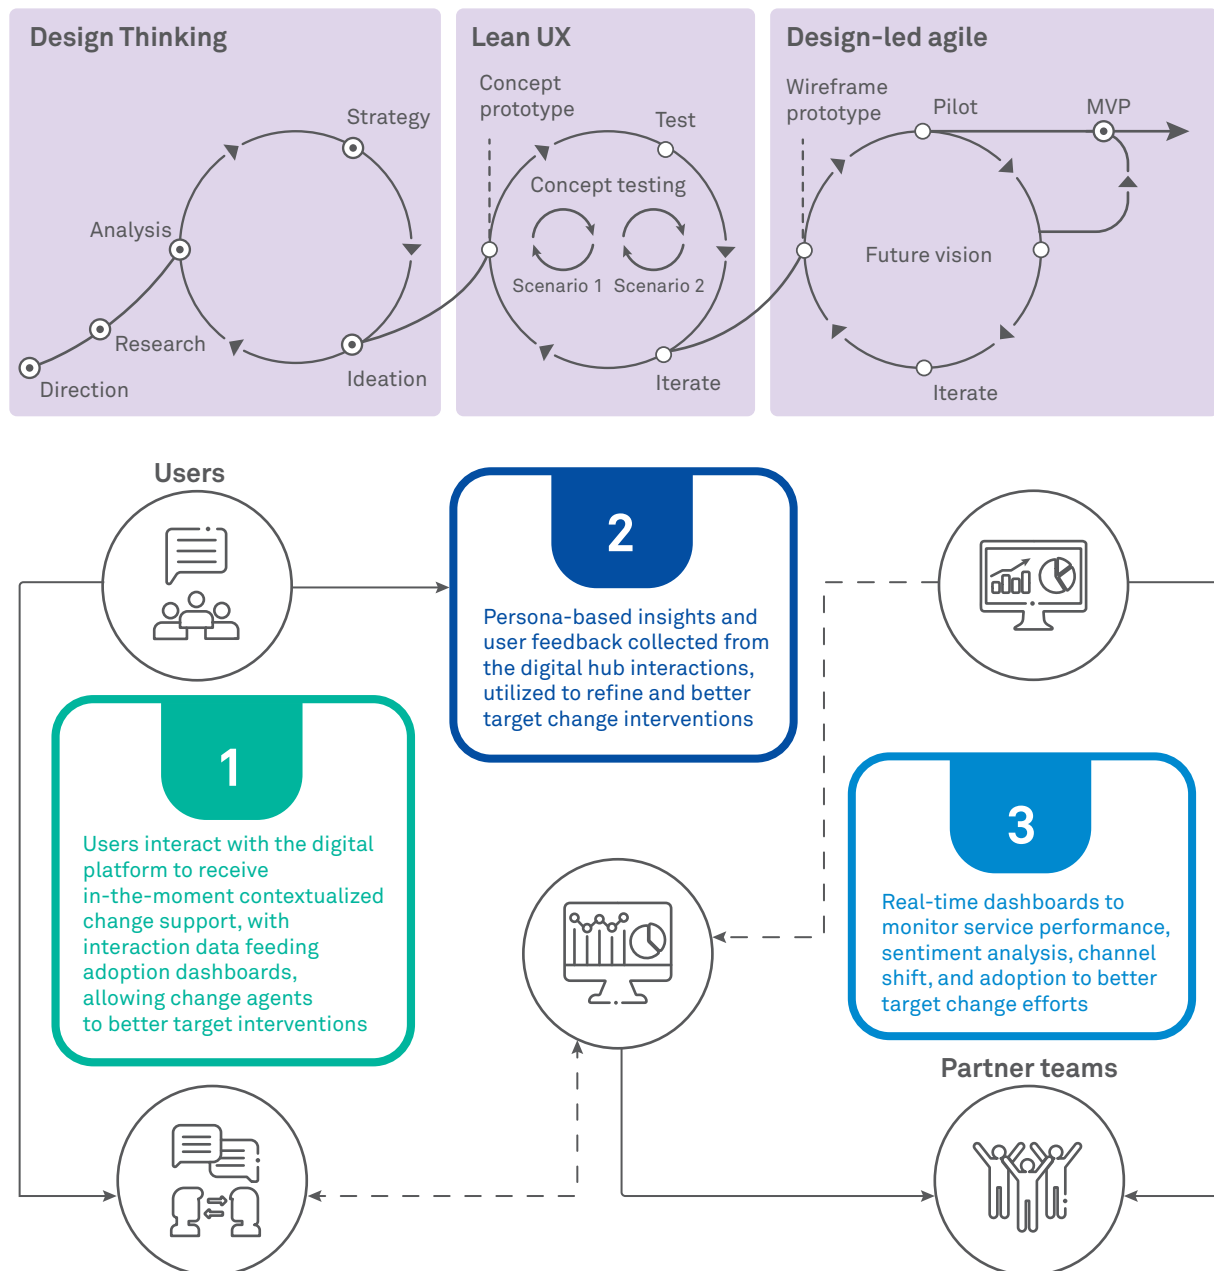 Design Thinking
Strategy
Analysis
Research
Direction
Ideation
Lean UX
Concept
prototype
Test
Concept testing
Scenario 1
Scenario 2
Iterate
Design-led agile
Wireframe
prototype
Pilot
MVP
Future vision
Iterate
Users
2
Persona-based insights and
user feedback collected from
the digital hub interactions,
utilized to refine and better
target change interventions
1
Users interact with the digital
platform to receive
in-the-moment contextualized
change support, with
interaction data feeding
adoption dashboards,
allowing change agents
to better target interventions
3
Real-time dashboards to
monitor service performance,
sentiment analysis, channel
shift, and adoption to better
target change efforts
Partner teams